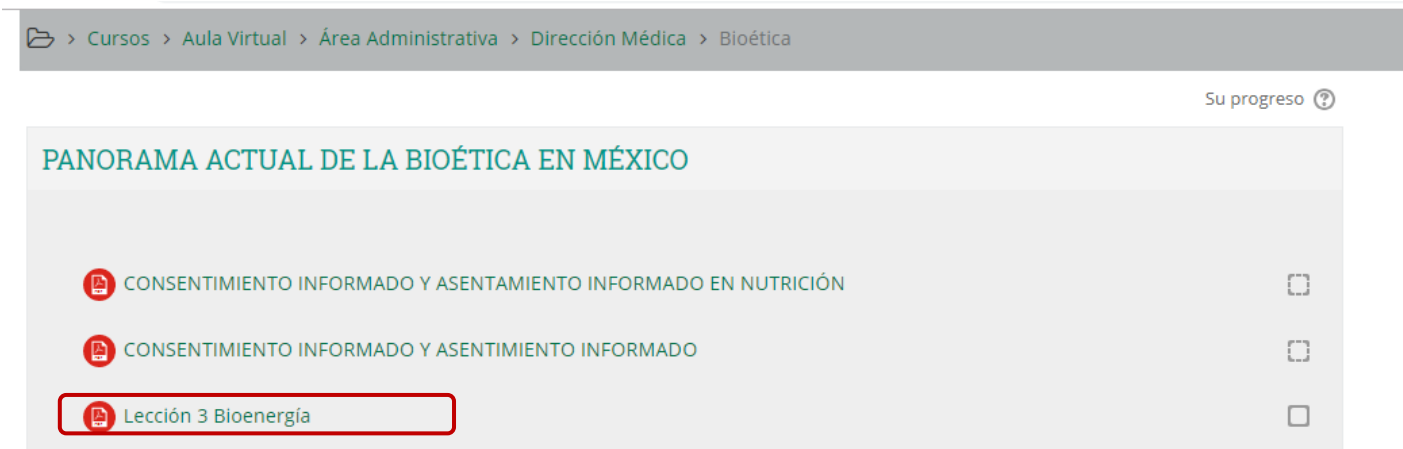 > Cursos > Aula Virtual > Área Administrativa > Dirección Médica > Bioética
Su progreso ?
PANORAMA ACTUAL DE LA BIOÉTICA EN MÉXICO
CONSENTIMIENTO INFORMADO Y ASENTAMIENTO INFORMADO EN NUTRICIÓN
CONSENTIMIENTO INFORMADO Y ASENTIMIENTO INFORMADO
Lección 3 Bioenergía